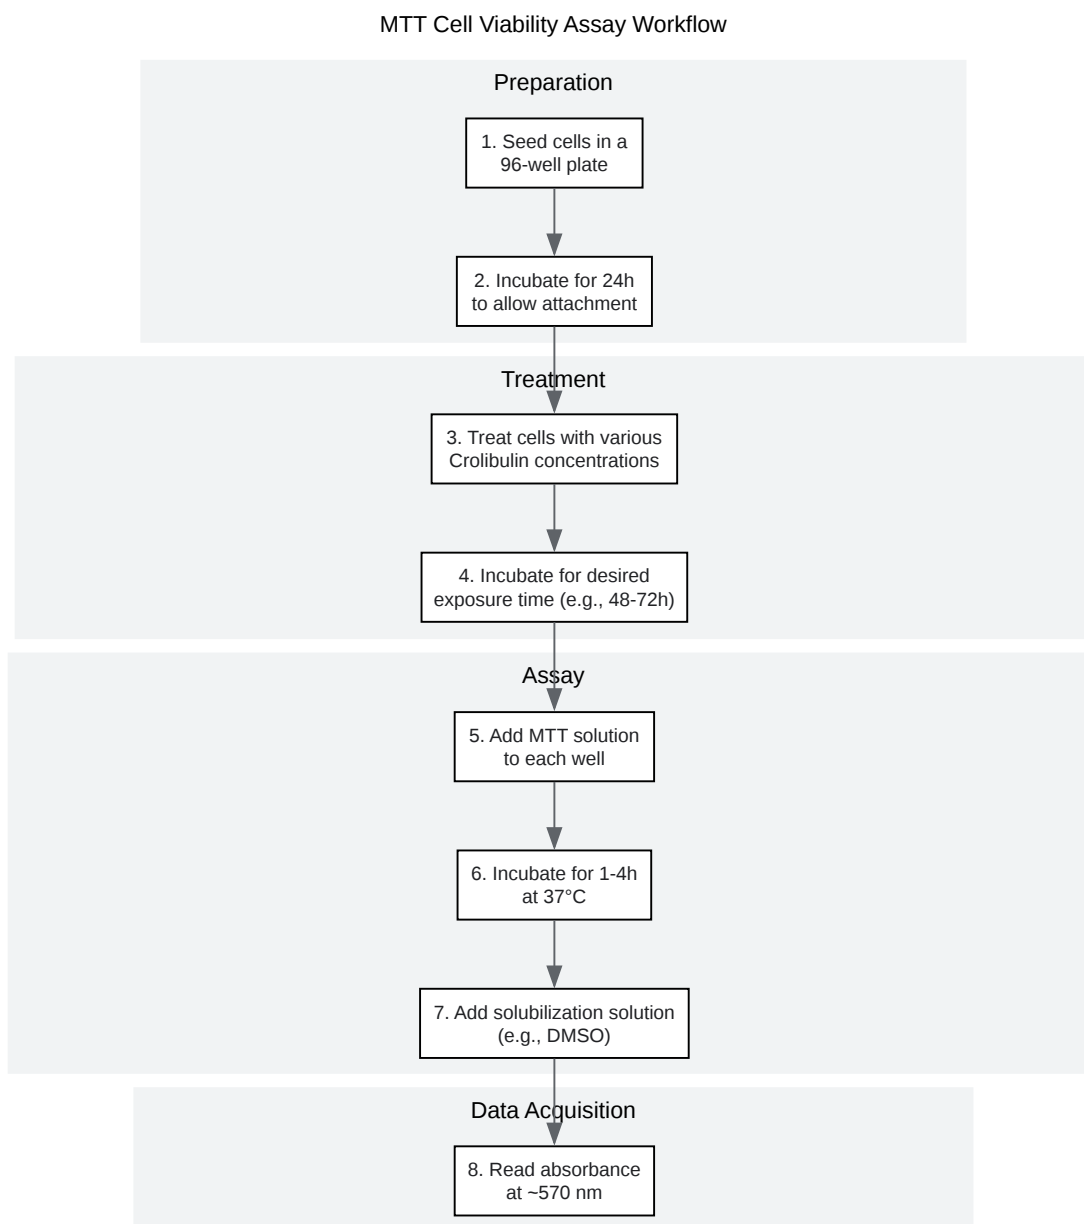 MTT Cell Viability Assay Workflow
Preparation
1. Seed cells in a
96-well plate
2. Incubate for 24h
to allow attachment
Treatment
3. Treat cells with various
Crolibulin concentrations
4. Incubate for desired
exposure time (e.g., 48-72h)
Assay
5. Add MTT solution
to each well
6. Incubate for 1-4h
at 37°C
7. Add solubilization solution
(e.g., DMSO)
Data Acquisition
8. Read absorbance
at ~570 nm